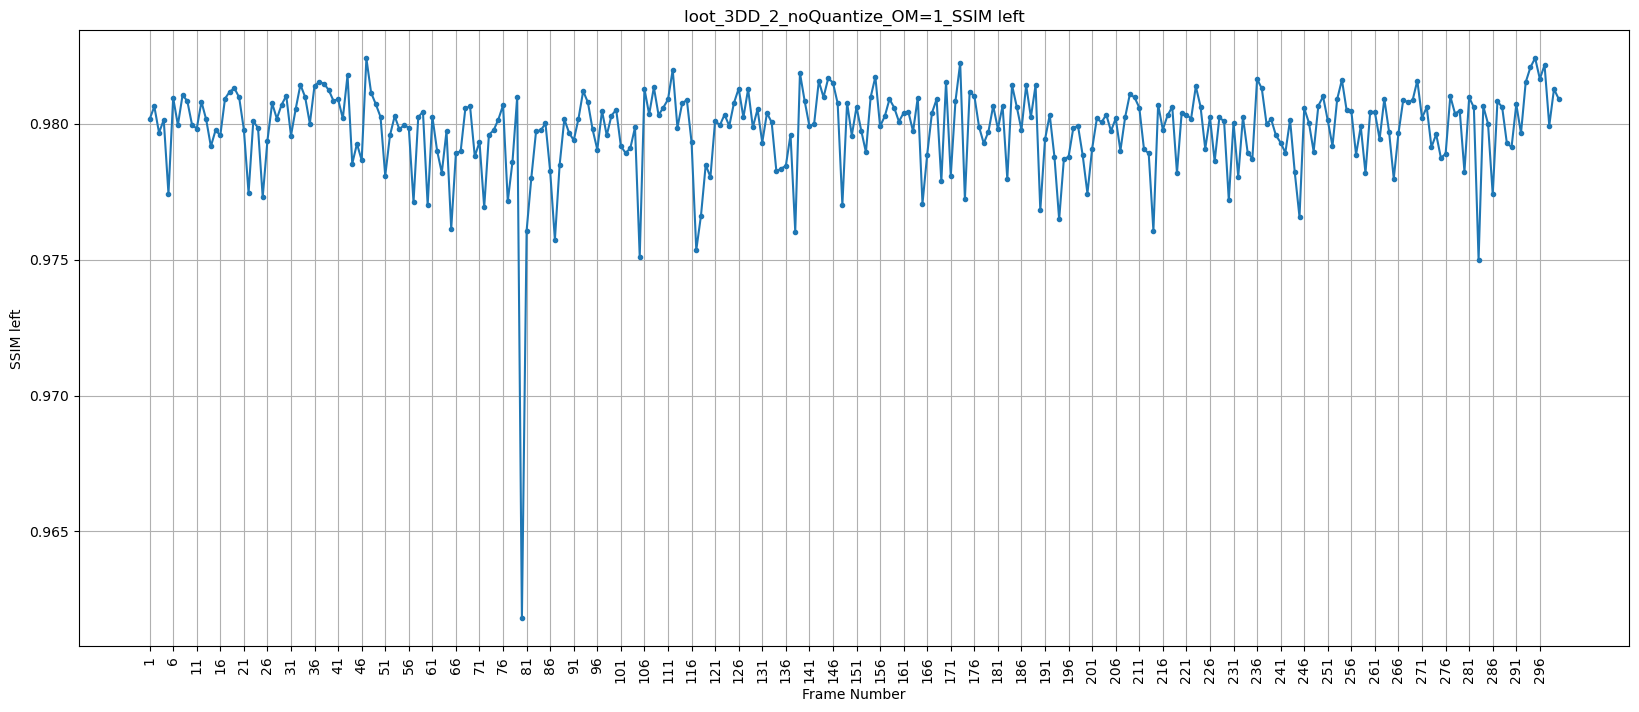 loot_3DD_2_noQuantize_OM=1_SSIM left
0.980
0.975
0.970
0.965
SSIM left
1 6 11 16 21 26 31 36 41 46 51 56 61 66 71 76 81 86 91 96 101 106 111 116 121 126 131 136 141 146 151 156 161 166 171 176 181 186 191 196 201 206 211 216 221 226 231 236 241 246 251 256 261 266 271 276 281 286 291 296
Frame Number